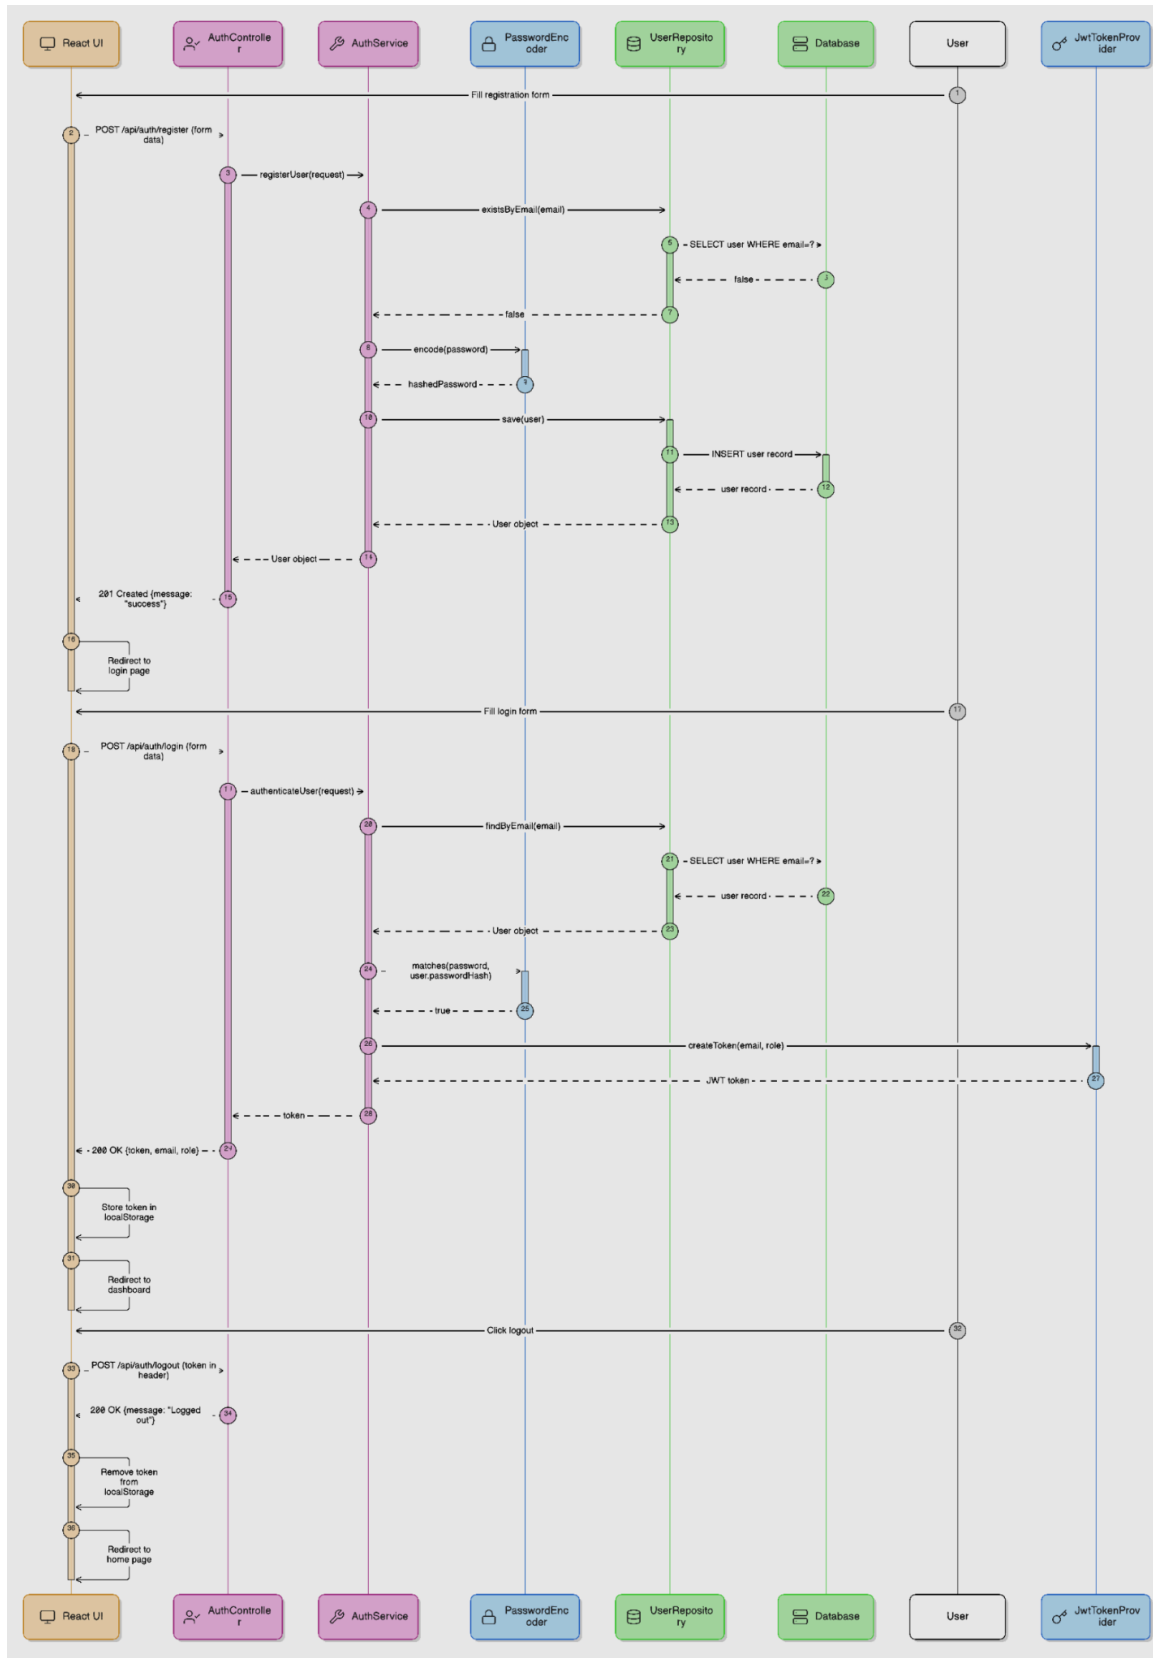 React UI
AuthControlle
r
AuthService
PasswordEnc
oder
UserReposito
ry
Database
User
JwtTokenProv
ider
1
Fill registration form
2
POST /api/auth/register (form
data)
3
registerUser(request)
4
existsByEmail(email)
5
SELECT user WHERE email=?
false
7
false
8
encode(password)
9
hashedPassword
10
save(user)
11
INSERT user record
12
user record
13
User object
14
User object
15
201 Created {message:
"success"}
16
Redirect to
login page
17
Fill login form
18
POST /api/auth/login (form
data)
authenticateUser(request)
20
findByEmail(email)
21
SELECT user WHERE email=?
22
user record
23
User object
24
matches(password,
user.passwordHash)
25
true
26
createToken(email, role)
27
JWT token
28
token
29
200 OK {token, email, role}
30
Store token in
localStorage
31
Redirect to
dashboard
32
Click logout
33
POST /api/auth/logout (token in
header)
34
200 OK {message: "Logged
out"}
35
Remove token
from
localStorage
36
Redirect to
home page
React UI
AuthControlle
r
AuthService
PasswordEnc
oder
UserReposito
ry
Database
User
JwtTokenProv
ider